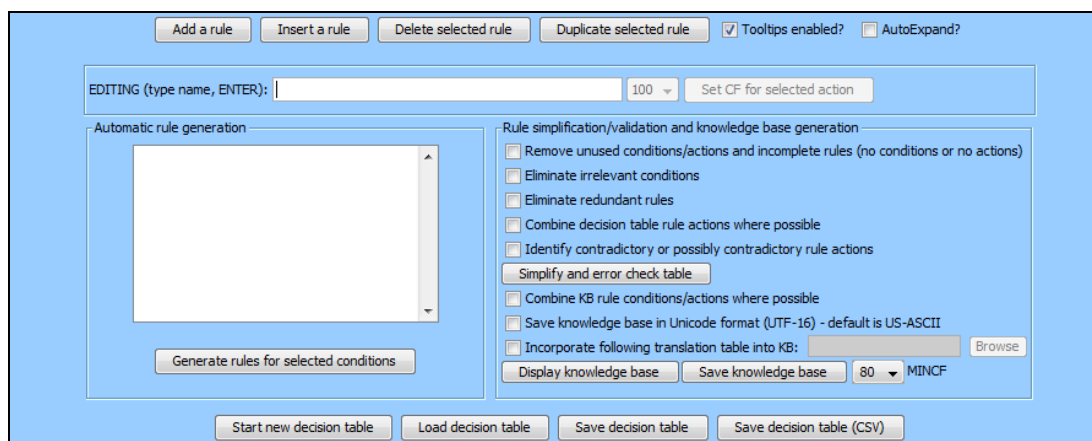 Add a rule Insert a rule Delete selected rule Duplicate selected rule Tooltips enabled? AutoExpand?
EDITING (type name, ENTER): 100 Set CF for selected action
Automatic rule generation
Generate rules for selected conditions
Rule simplification/validation and knowledge base generation
Remove unused conditions/actions and incomplete rules (no conditions or no actions)
Eliminate irrelevant conditions
Eliminate redundant rules
Combine decision table rule actions where possible
Identify contradictory or possibly contradictory rule actions
Simplify and error check table
Combine KB rule conditions/actions where possible
Save knowledge base in Unicode format (UTF-16) - default is US-ASCII
Incorporate following translation table into KB: Browse
Display knowledge base Save knowledge base 80 MINCF
Start new decision table Load decision table Save decision table Save decision table (CSV)